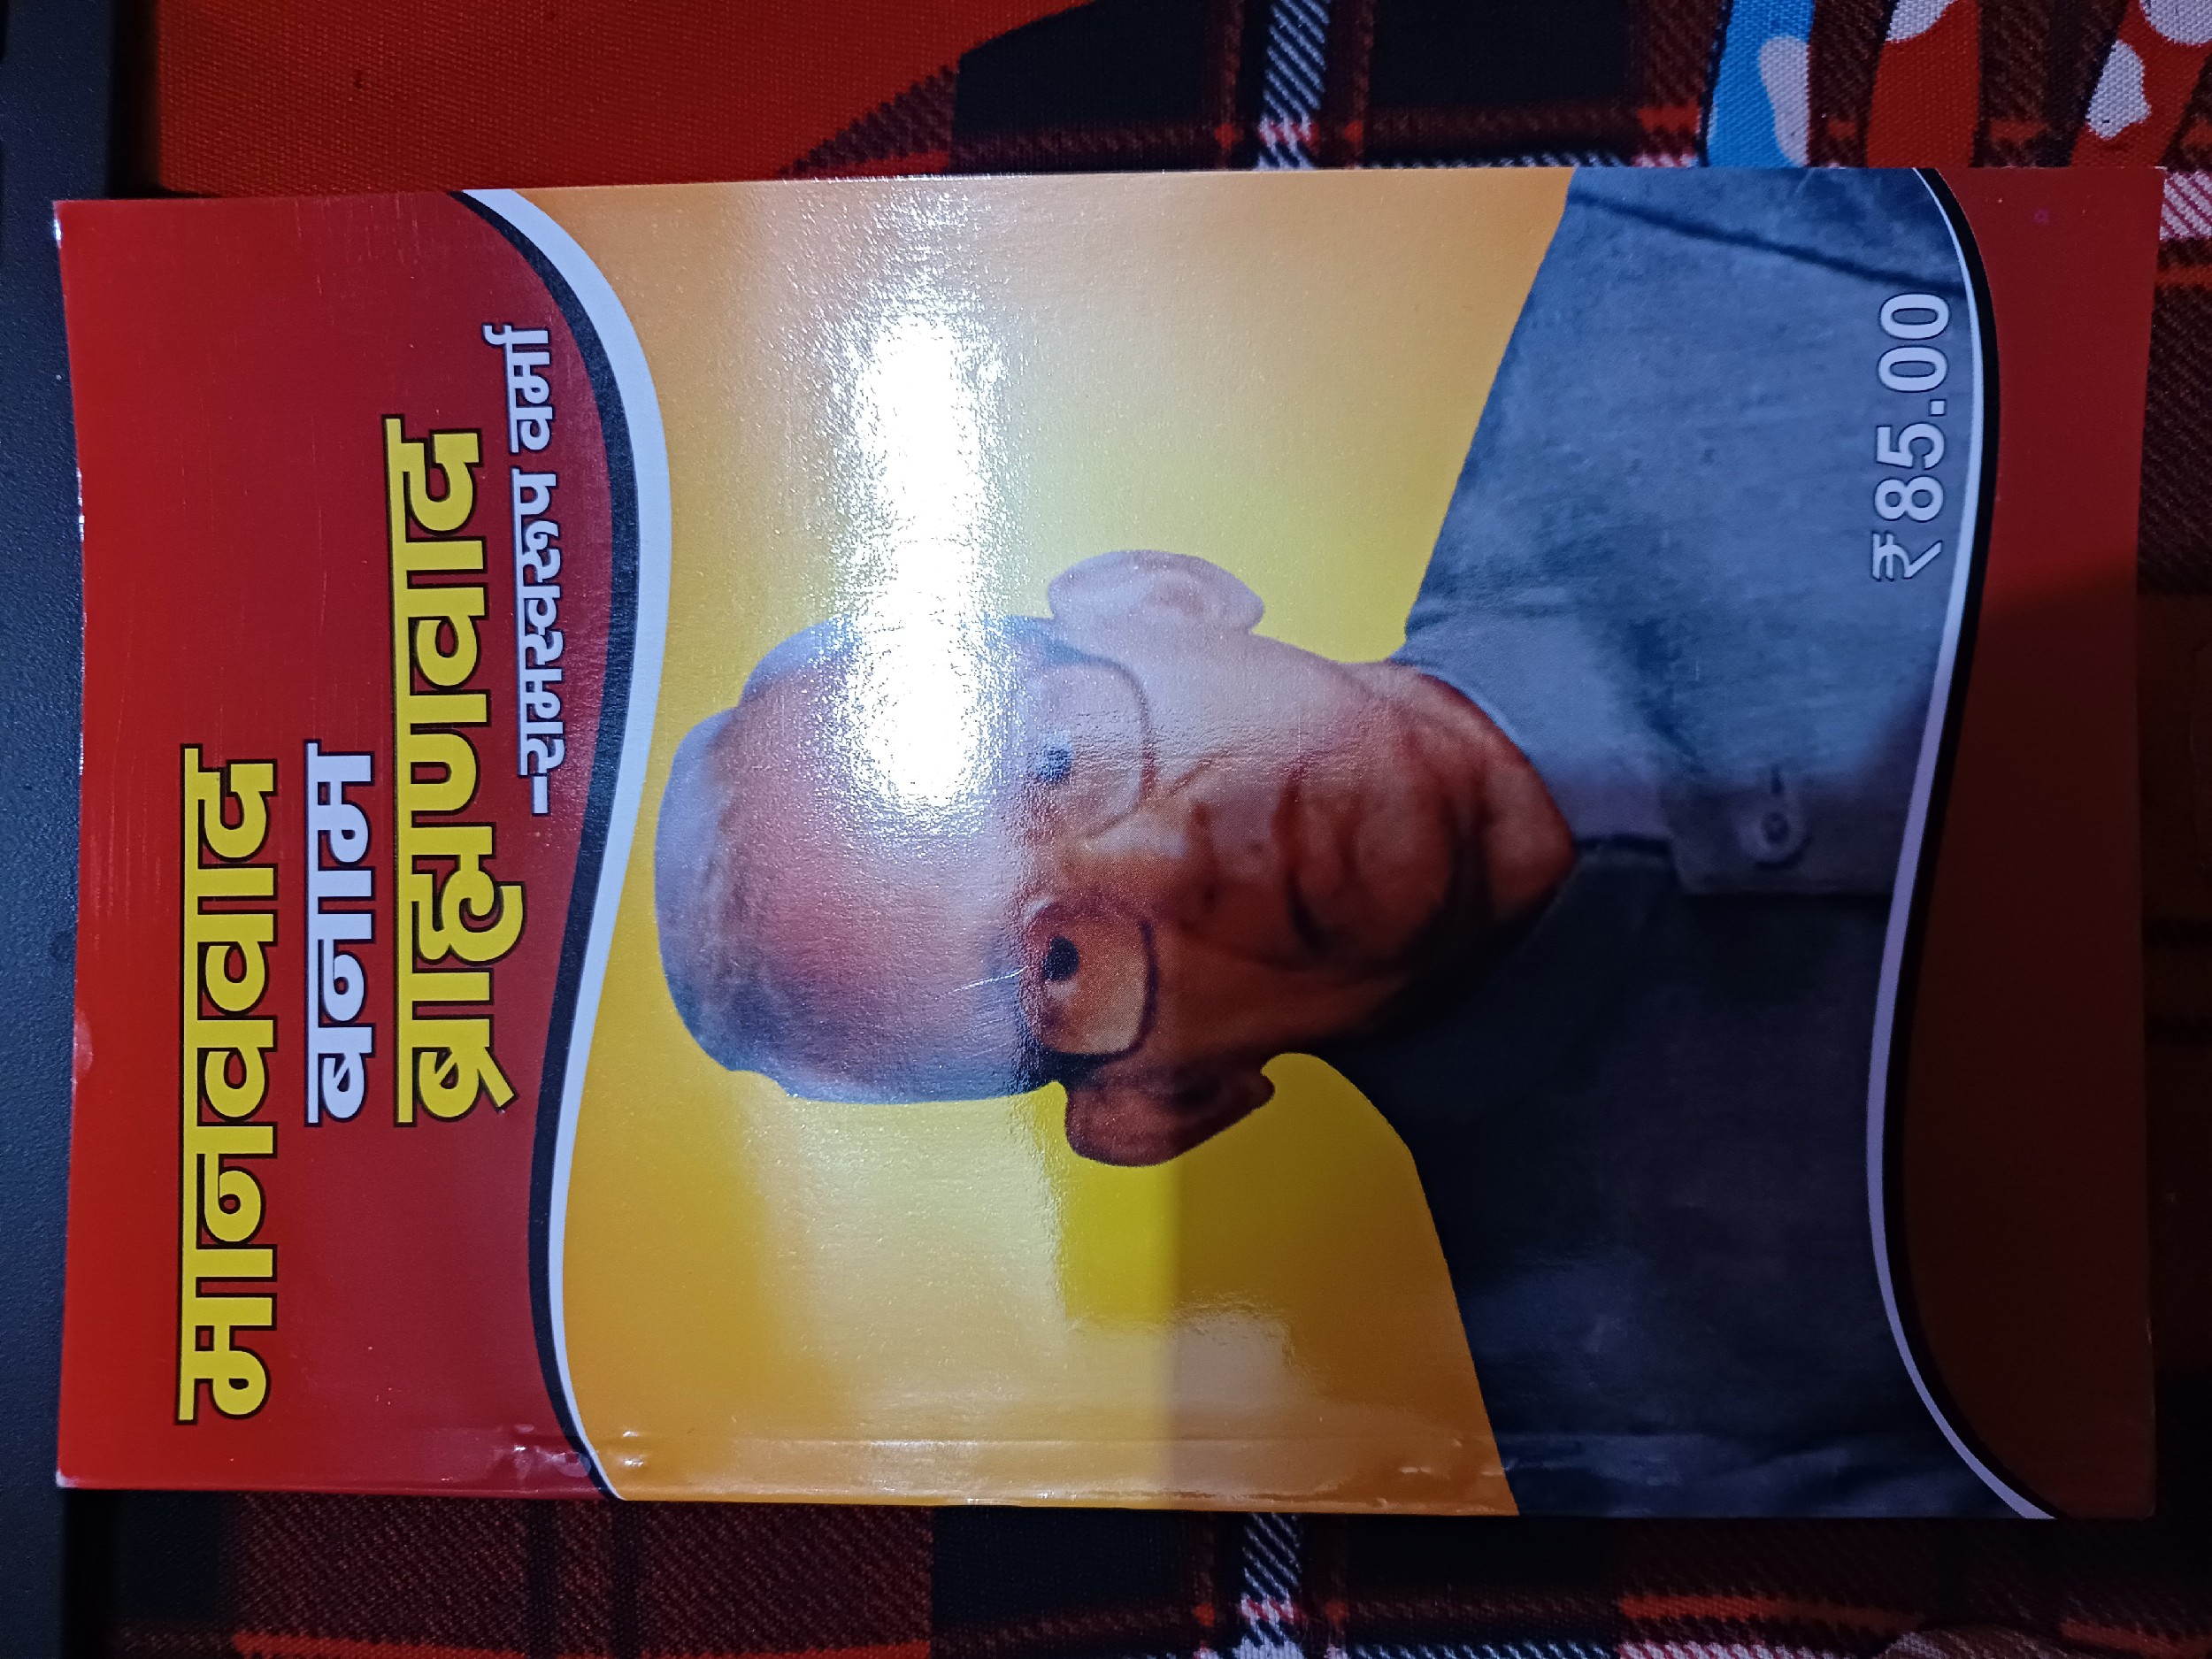 मानववाद
बनाम
ब्राह्मणवाद
-रामस्वरूप वर्मा
₹85.00